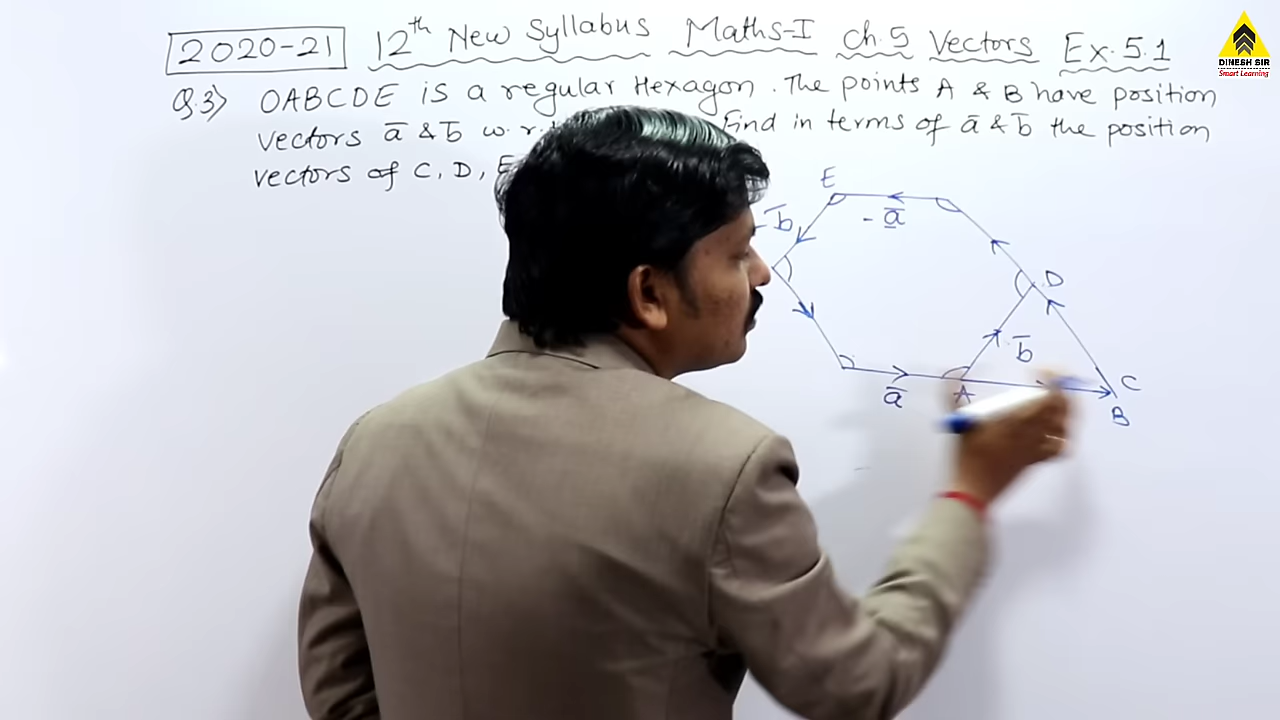 2020-21 12th New Syllabus Maths-I Ch.5 Vectors Ex.5.1
DINESH SIR
Smart Learning
Q.3) OABCDE is a regular Hexagon. The points A & B have position
vectors a̅ & b̅ w.r. Find in terms of a̅ & b̅ the position
vectors of C, D, E
E
-b̅
-a̅
D
b̅
a̅
A
C
B